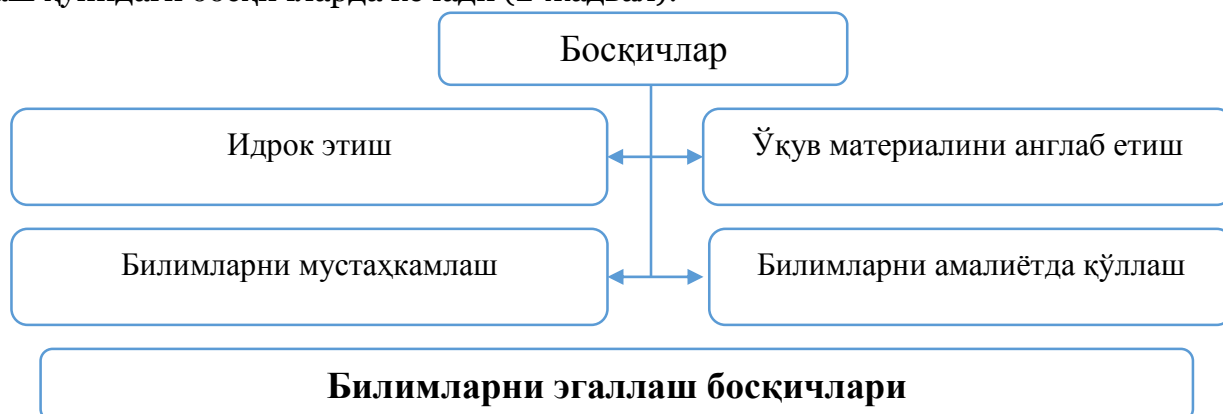 Босқичлар
Идрок этиш
Ўқув материалини англаб етиш
Билимларни мустаҳкамлаш
Билимларни амалиётда қўллаш
Билимларни эгаллаш босқичлари